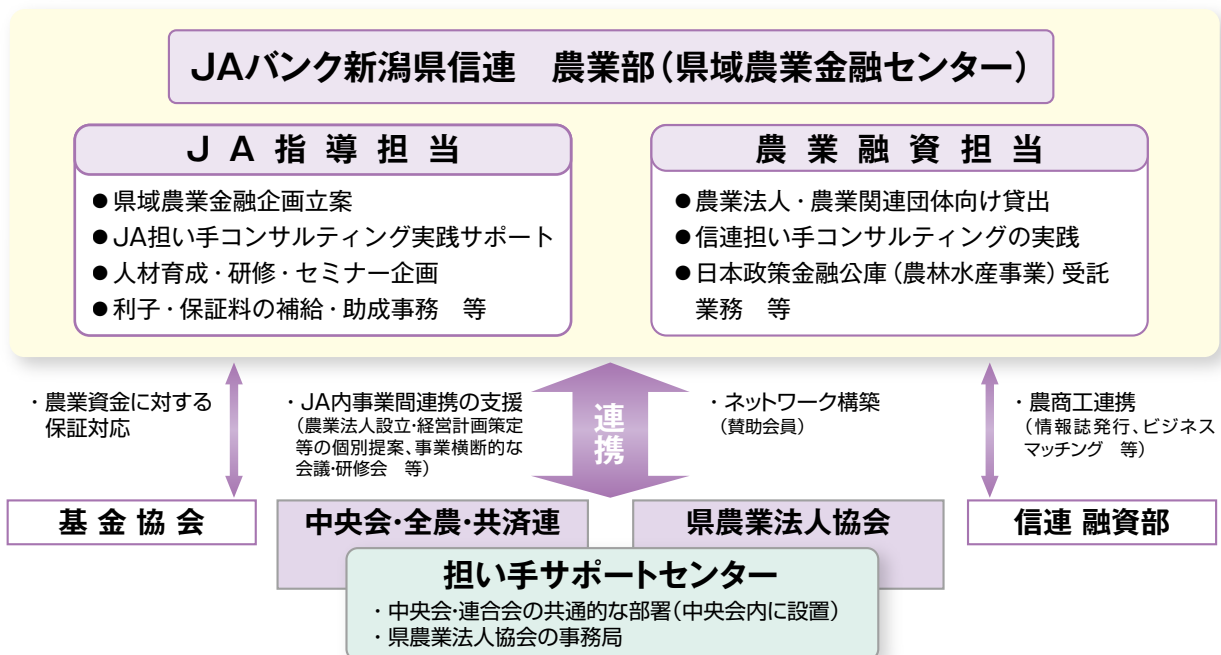 JAバンク新潟県信連　農業部（県域農業金融センター）
JA指導担当
●県域農業金融企画立案
●JA担い手コンサルティング実践サポート
●人材育成・研修・セミナー企画
●利子・保証料の補給・助成事務　等
農業融資担当
●農業法人・農業関連団体向け貸出
●信連担い手コンサルティングの実践
●日本政策金融公庫（農林水産事業）受託
業務　等
・農業資金に対する
保証対応
・JA内事業間連携の支援
（農業法人設立・経営計画策定
等の個別提案、事業横断的な
会議・研修会　等）
連携
・ネットワーク構築
（賛助会員）
・農商工連携
（情報誌発行、ビジネス
マッチング　等）
基金協会
中央会・全農・共済連
県農業法人協会
信連 融資部
担い手サポートセンター
・中央会・連合会の共通的な部署（中央会内に設置）
・県農業法人協会の事務局